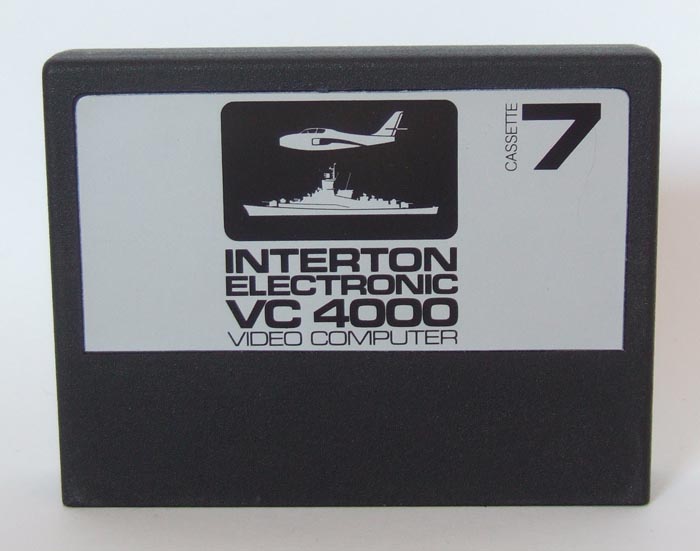 CASSETTE 7
INTERTON
ELECTRONIC
VC 4000
VIDEO COMPUTER